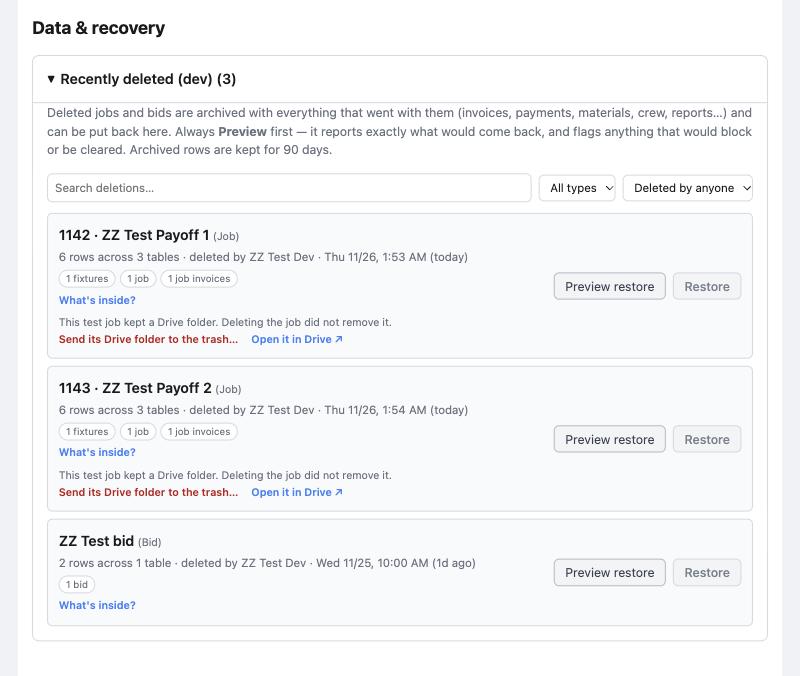 Data & recovery
▼ Recently deleted (dev) (3)
Deleted jobs and bids are archived with everything that went with them (invoices, payments, materials, crew, reports...) and
can be put back here. Always Preview first — it reports exactly what would come back, and flags anything that would block
or be cleared. Archived rows are kept for 90 days.
Search deletions... All types Deleted by anyone
1142 · ZZ Test Payoff 1 (Job)
6 rows across 3 tables · deleted by ZZ Test Dev · Thu 11/26, 1:53 AM (today)
1 fixtures 1 job 1 job invoices
Preview restore Restore
What's inside?
This test job kept a Drive folder. Deleting the job did not remove it.
Send its Drive folder to the trash... Open it in Drive ↗
1143 · ZZ Test Payoff 2 (Job)
6 rows across 3 tables · deleted by ZZ Test Dev · Thu 11/26, 1:54 AM (today)
1 fixtures 1 job 1 job invoices
Preview restore Restore
What's inside?
This test job kept a Drive folder. Deleting the job did not remove it.
Send its Drive folder to the trash... Open it in Drive ↗
ZZ Test bid (Bid)
2 rows across 1 table · deleted by ZZ Test Dev · Wed 11/25, 10:00 AM (1d ago)
Preview restore Restore
1 bid
What's inside?